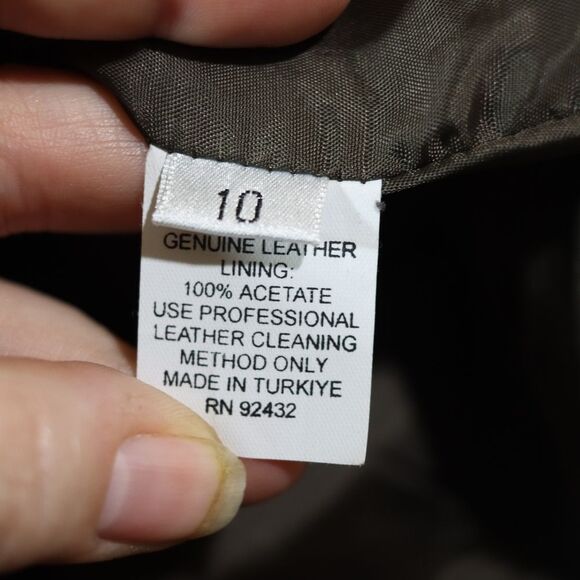 10
GENUINE LEATHER
LINING:
100% ACETATE
USE PROFESSIONAL
LEATHER CLEANING
METHOD ONLY
MADE IN TURKIYE
RN 92432